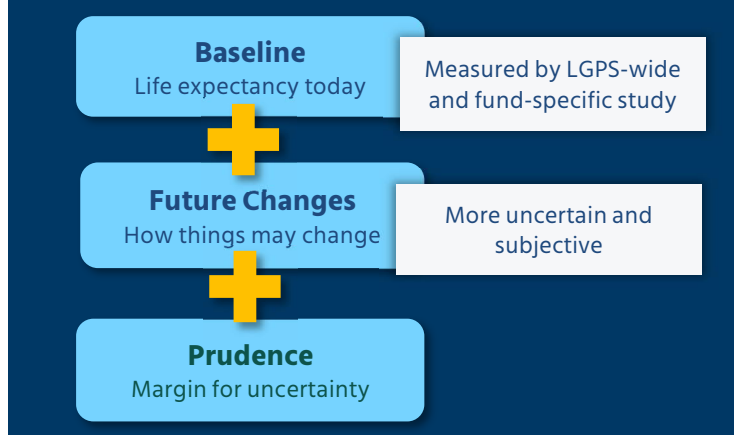 Baseline
Life expectancy today
Measured by LGPS-wide
and fund-specific study
Future Changes
How things may change
More uncertain and
subjective
Prudence
Margin for uncertainty